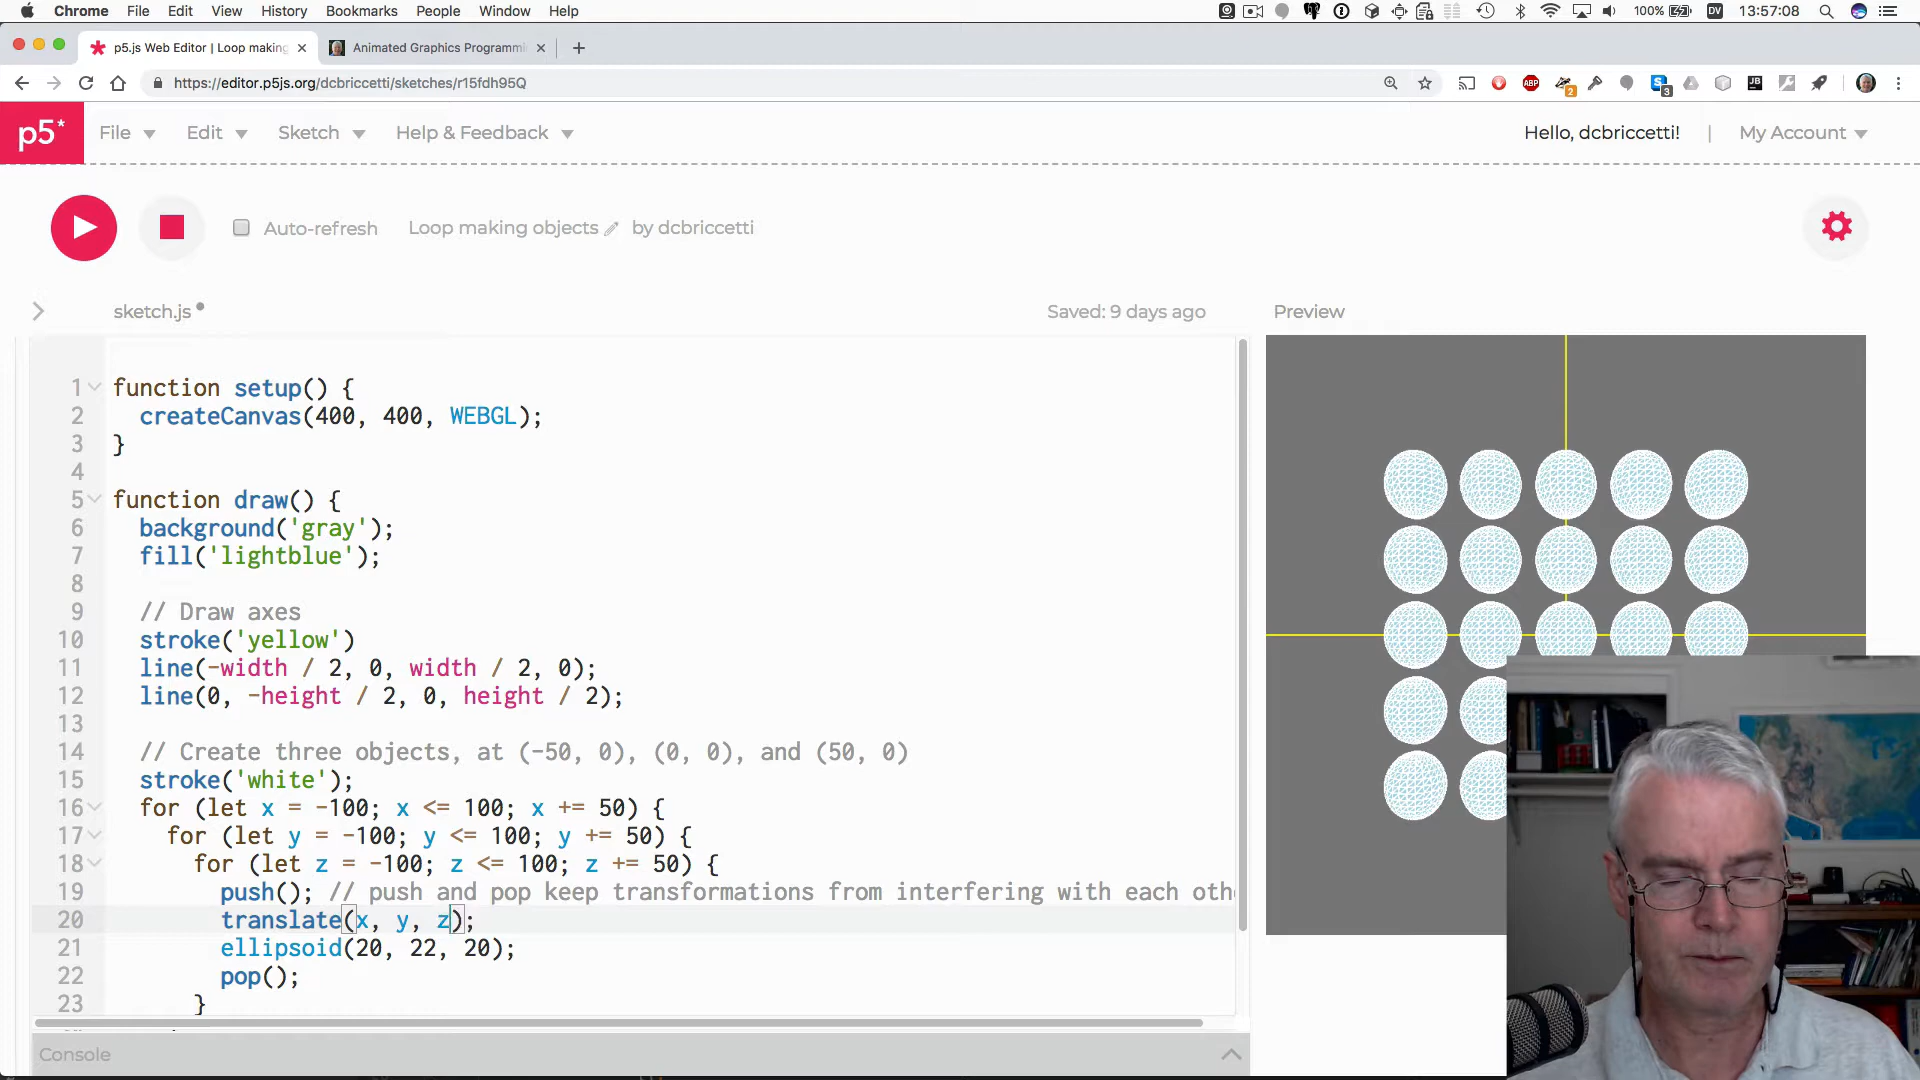 Chrome File Edit View History Bookmarks People Window Help 100% DV 13:57:08
p5.js Web Editor | Loop making Animated Graphics Programmi
https://editor.p5js.org/dcbriccetti/sketches/r15fdh95Q ABP 2 3 JB
p5* File Edit Sketch Help & Feedback Hello, dcbriccetti! | My Account
Auto-refresh Loop making objects by dcbriccetti
sketch.js Saved: 9 days ago Preview
1 function setup() {
2 createCanvas(400, 400, WEBGL);
3 }
4
5 function draw() {
6 background('gray');
7 fill('lightblue');
8
9 // Draw axes
10 stroke('yellow')
11 line(-width / 2, 0, width / 2, 0);
12 line(0, -height / 2, 0, height / 2);
13
14 // Create three objects, at (-50, 0), (0, 0), and (50, 0)
15 stroke('white');
16 for (let x = -100; x <= 100; x += 50) {
17 for (let y = -100; y <= 100; y += 50) {
18 for (let z = -100; z <= 100; z += 50) {
19 push(); // push and pop keep transformations from interfering with each oth
20 translate(x, y, z);
21 ellipsoid(20, 22, 20);
22 pop();
23 }
Console